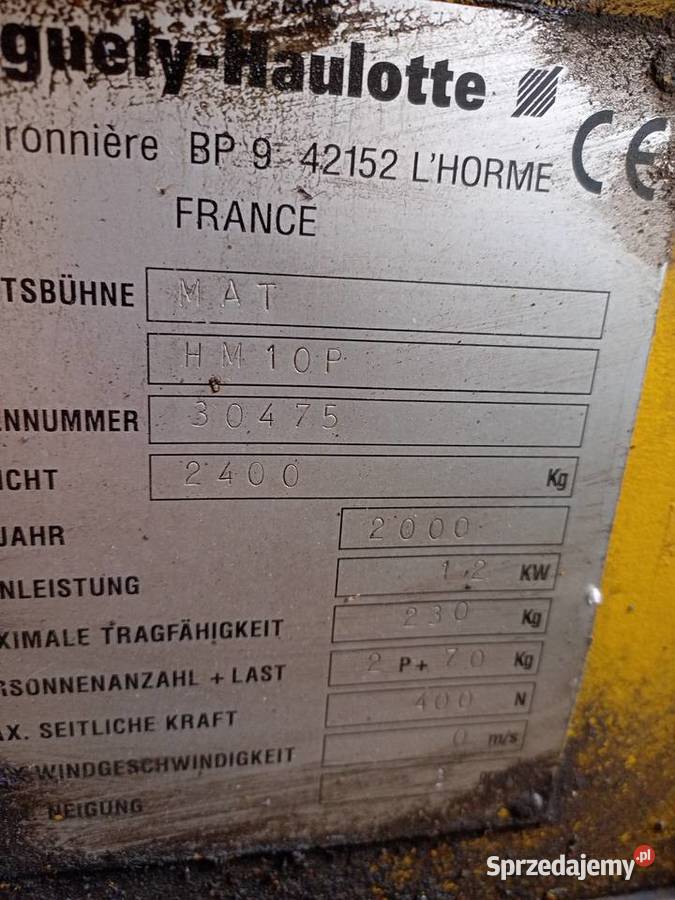 guely-Haulotte
ronnière BP 9 42152 L'HORME CE
FRANCE
TSBÜHNE MAT
HM10P
NNUMMER 30475
ICHT 2400 Kg
JAHR 2000
NLEISTUNG 1,2 KW
XIMALE TRAGFÄHIGKEIT 230 Kg
RSONNENANZAHL + LAST 2 P+ 70 Kg
AX. SEITLICHE KRAFT 400 N
WINDGESCHWINDIGKEIT 0 m/s
NEIGUNG
Sprzedajemy.pl